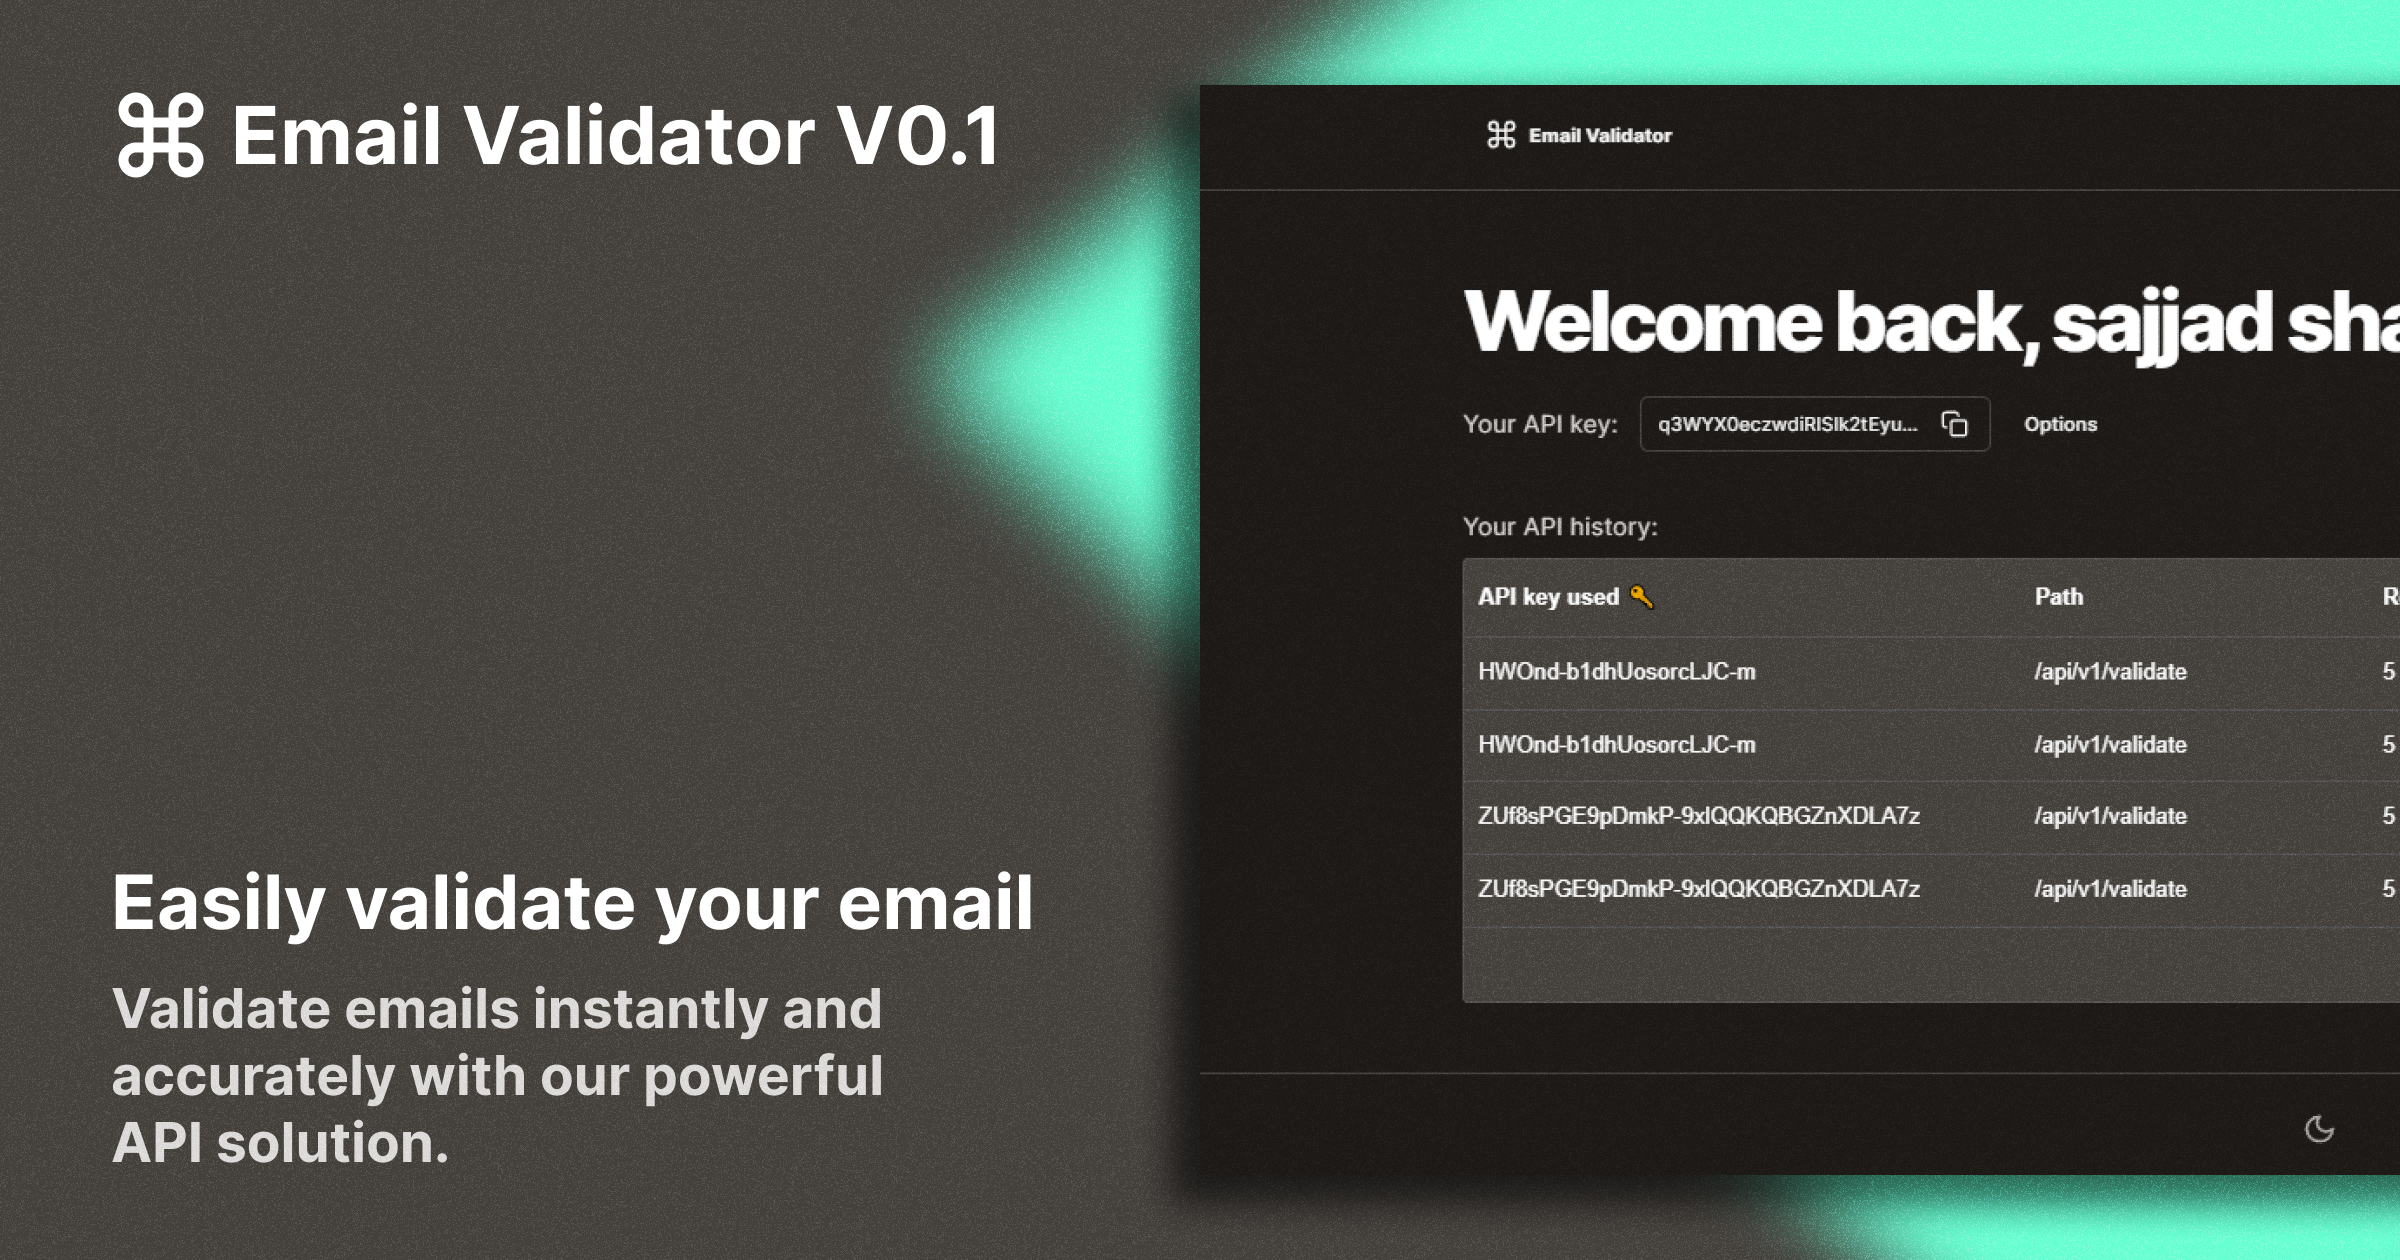 ⌘ Email Validator V0.1
Easily validate your email
Validate emails instantly and
accurately with our powerful
API solution.
⌘ Email Validator
Welcome back, sajjad sha
Your API key: q3WYX0eczwdiRlSlk2tEyu... Options
Your API history:
API key used 🔑 Path R
HWOnd-b1dhUosorcLJC-m /api/v1/validate 5
HWOnd-b1dhUosorcLJC-m /api/v1/validate 5
ZUf8sPGE9pDmkP-9xlQQKQBGZnXDLA7z /api/v1/validate 5
ZUf8sPGE9pDmkP-9xlQQKQBGZnXDLA7z /api/v1/validate 5